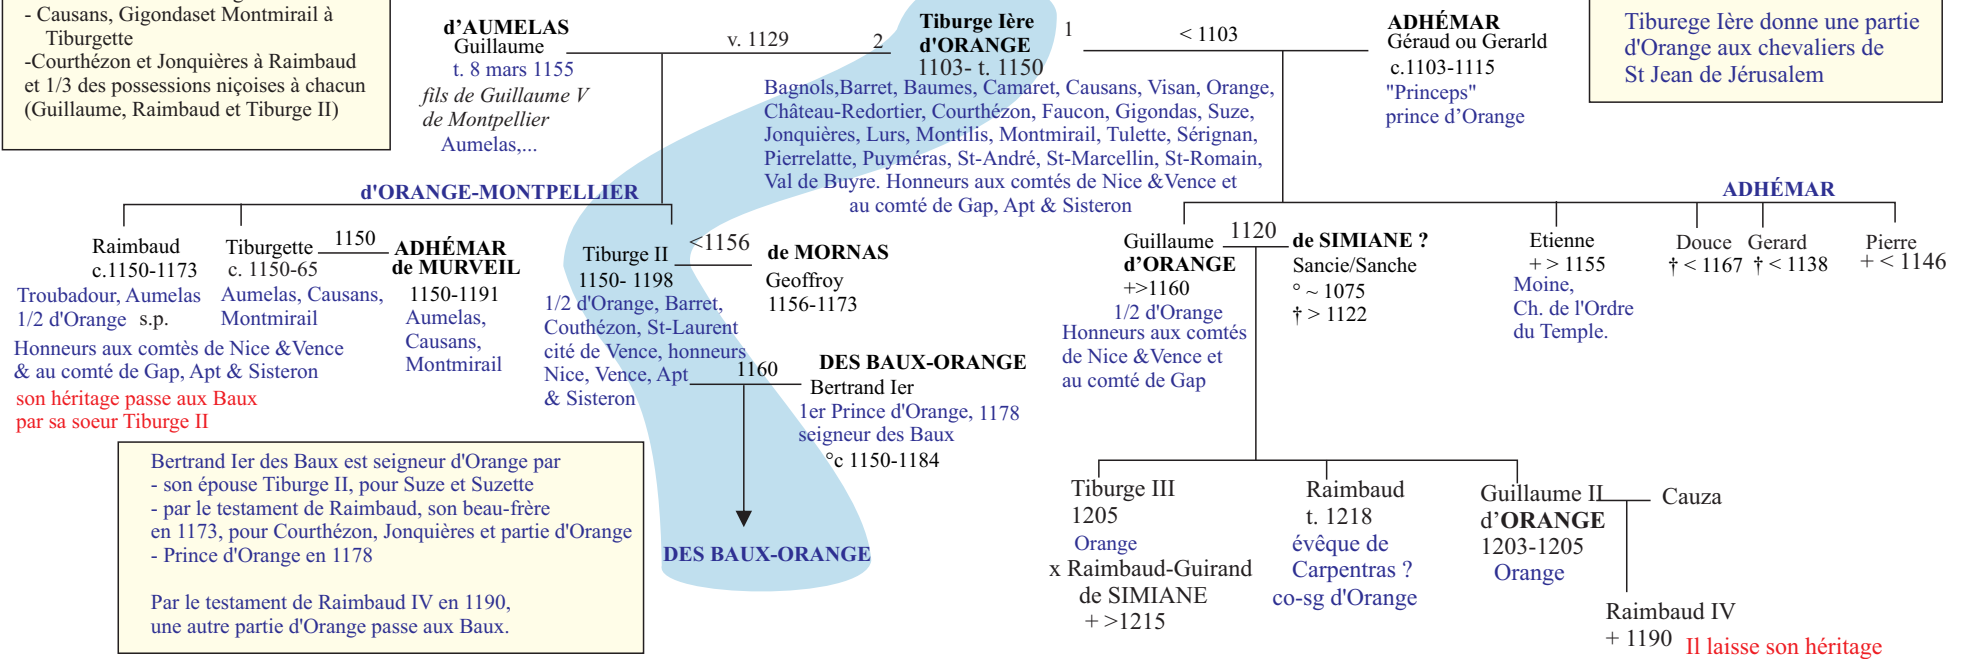 - Causans, Gigondaset Montmirail à
Tiburgette
-Courthézon et Jonquières à Raimbaud
et 1/3 des possessions niçoises à chacun
(Guillaume, Raimbaud et Tiburge II)
d'AUMELAS
Guillaume
t. 8 mars 1155
fils de Guillaume V
de Montpellier
Aumelas,...
v. 1129
2
Tiburge Ière
d'ORANGE
1103- t. 1150
1
< 1103
ADHÉMAR
Géraud ou Gerarld
c.1103-1115
"Princeps"
prince d'Orange
Tiburege Ière donne une partie
d'Orange aux chevaliers de
St Jean de Jérusalem
Bagnols,Barret, Baumes, Camaret, Causans, Visan, Orange,
Château-Redortier, Courthézon, Faucon, Gigondas, Suze,
Jonquières, Lurs, Montilis, Montmirail, Tulette, Sérignan,
Pierrelatte, Puyméras, St-André, St-Marcellin, St-Romain,
Val de Buyre. Honneurs aux comtés de Nice &Vence et
au comté de Gap, Apt & Sisteron
d'ORANGE-MONTPELLIER
ADHÉMAR
Raimbaud
c.1150-1173
Troubadour, Aumelas
1/2 d'Orange s.p.
Honneurs aux comtès de Nice &Vence
& au comté de Gap, Apt & Sisteron
son héritage passe aux Baux
par sa soeur Tiburge II
Tiburgette
c. 1150-65
Aumelas, Causans,
Montmirail
1150
ADHÉMAR
de MURVEIL
1150-1191
Aumelas,
Causans,
Montmirail
Tiburge II
1150- 1198
1/2 d'Orange, Barret,
Couthézon, St-Laurent
cité de Vence, honneurs
Nice, Vence, Apt
& Sisteron
<1156
de MORNAS
Geoffroy
1156-1173
1160
DES BAUX-ORANGE
Bertrand Ier
1er Prince d'Orange, 1178
seigneur des Baux
°c 1150-1184
Guillaume
d'ORANGE
+>1160
1/2 d'Orange
Honneurs aux comtés
de Nice &Vence et
au comté de Gap
1120
de SIMIANE ?
Sancie/Sanche
° ~ 1075
† > 1122
Etienne
+ > 1155
Moine,
Ch. de l'Ordre
du Temple.
Douce
† < 1167
Gerard
† < 1138
Pierre
+ < 1146
Bertrand Ier des Baux est seigneur d'Orange par
- son épouse Tiburge II, pour Suze et Suzette
- par le testament de Raimbaud, son beau-frère
en 1173, pour Courthézon, Jonquières et partie d'Orange
- Prince d'Orange en 1178
Par le testament de Raimbaud IV en 1190,
une autre partie d'Orange passe aux Baux.
DES BAUX-ORANGE
Tiburge III
1205
Orange
x Raimbaud-Guirand
de SIMIANE
+ >1215
Raimbaud
t. 1218
évêque de
Carpentras ?
co-sg d'Orange
Guillaume II
d'ORANGE
1203-1205
Orange
Cauza
Raimbaud IV
+ 1190 Il laisse son héritage